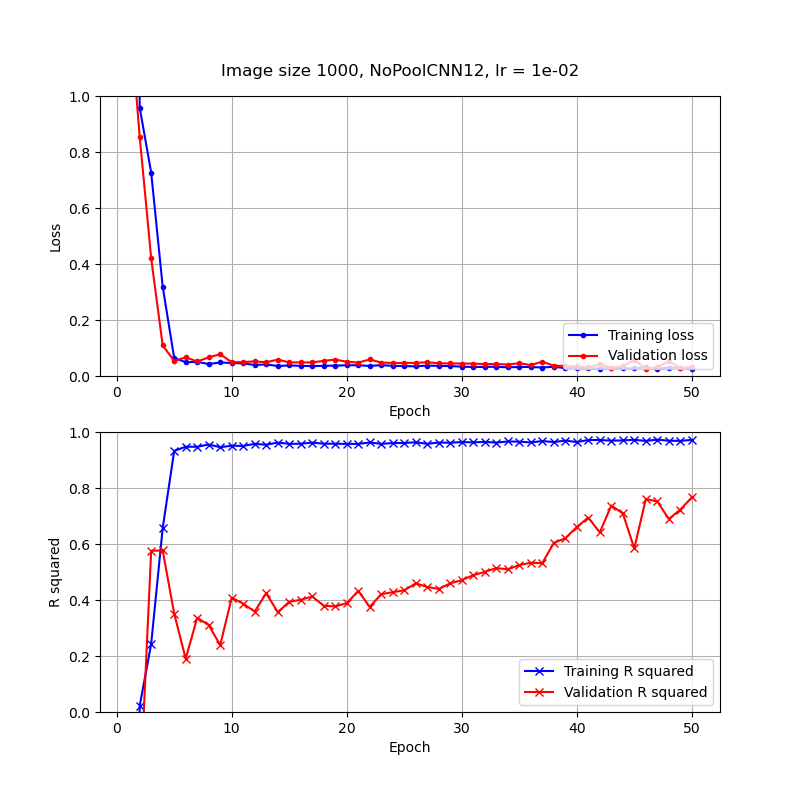 Image size 1000, NoPoolCNN12, lr = 1e-02
1.0
0.8
0.6
0.4
0.2
0.0
Loss
Training loss
Validation loss
0 10 20 30 40 50
Epoch
1.0
0.8
0.6
0.4
0.2
0.0
R squared
Training R squared
Validation R squared
0 10 20 30 40 50
Epoch